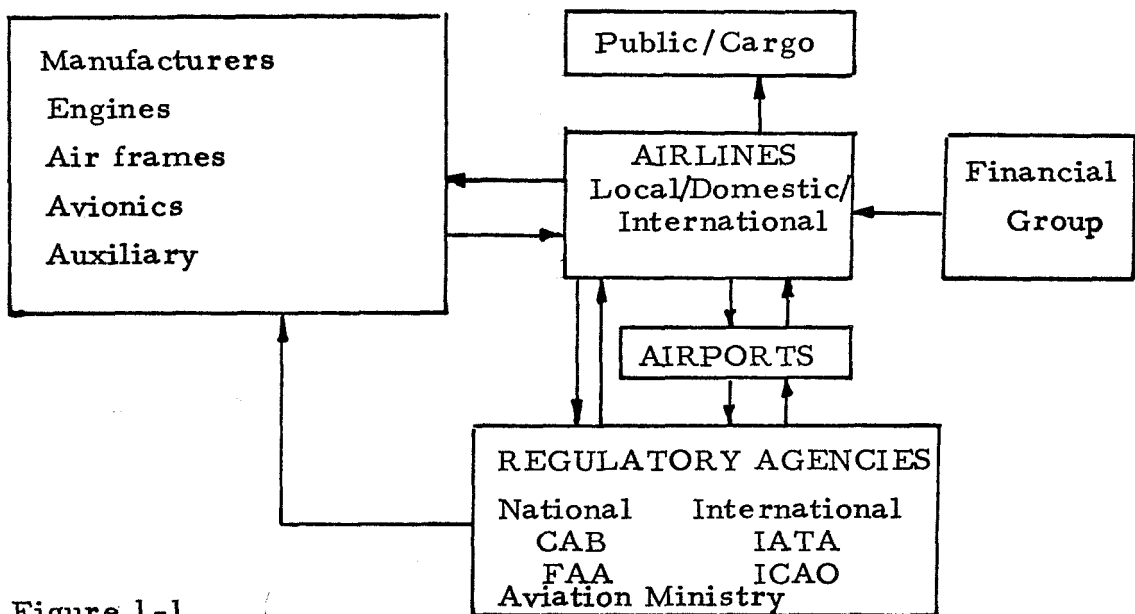 Manufacturers
Engines
Air frames
Avionics
Auxiliary
Public/Cargo
AIRLINES
Local/Domestic/
International
Financial
Group
AIRPORTS
REGULATORY AGENCIES
National International
CAB IATA
FAA ICAO
Aviation Ministry
Figure 1-1